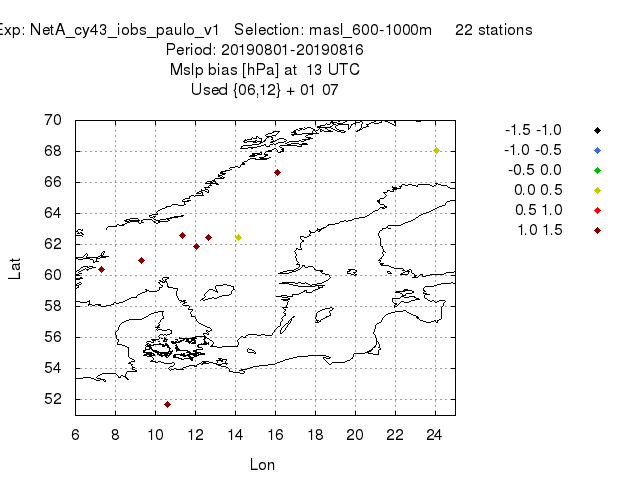 Exp: NetA_cy43_iobs_paulo_v1 Selection: masl_600-1000m 22 stations
Period: 20190801-20190816
Mslp bias [hPa] at 13 UTC
Used {06,12} + 01 07
70
68
66
64
62
60
58
56
54
52
Lat
6 8 10 12 14 16 18 20 22 24
Lon
-1.5 -1.0
-1.0 -0.5
-0.5 0.0
0.0 0.5
0.5 1.0
1.0 1.5